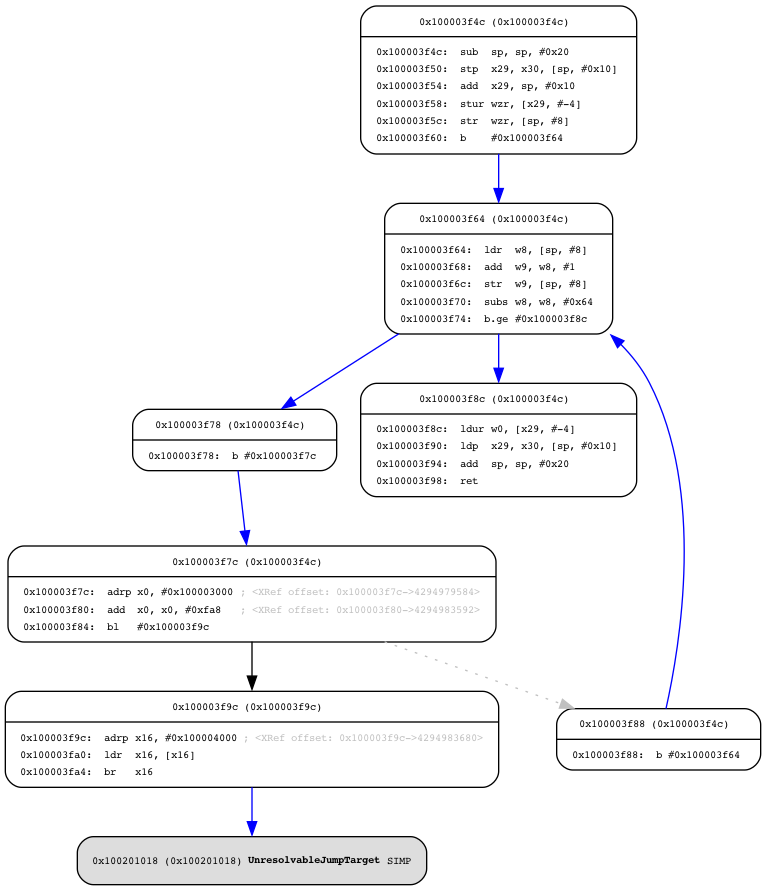 0x100003f4c (0x100003f4c)
0x100003f4c: sub sp, sp, #0x20
0x100003f50: stp x29, x30, [sp, #0x10]
0x100003f54: add x29, sp, #0x10
0x100003f58: stur wzr, [x29, #-4]
0x100003f5c: str wzr, [sp, #8]
0x100003f60: b #0x100003f64
0x100003f64 (0x100003f4c)
0x100003f64: ldr w8, [sp, #8]
0x100003f68: add w9, w8, #1
0x100003f6c: str w9, [sp, #8]
0x100003f70: subs w8, w8, #0x64
0x100003f74: b.ge #0x100003f8c
0x100003f8c (0x100003f4c)
0x100003f8c: ldur w0, [x29, #-4]
0x100003f90: ldp x29, x30, [sp, #0x10]
0x100003f94: add sp, sp, #0x20
0x100003f98: ret
0x100003f78 (0x100003f4c)
0x100003f78: b #0x100003f7c
0x100003f7c (0x100003f4c)
0x100003f7c: adrp x0, #0x100003000 ; <XRef offset: 0x100003f7c->4294979584>
0x100003f80: add x0, x0, #0xfa8 ; <XRef offset: 0x100003f80->4294983592>
0x100003f84: bl #0x100003f9c
0x100003f9c (0x100003f9c)
0x100003f9c: adrp x16, #0x100004000 ; <XRef offset: 0x100003f9c->4294983680>
0x100003fa0: ldr x16, [x16]
0x100003fa4: br x16
0x100003f88 (0x100003f4c)
0x100003f88: b #0x100003f64
0x100201018 (0x100201018) UnresolvableJumpTarget SIMP